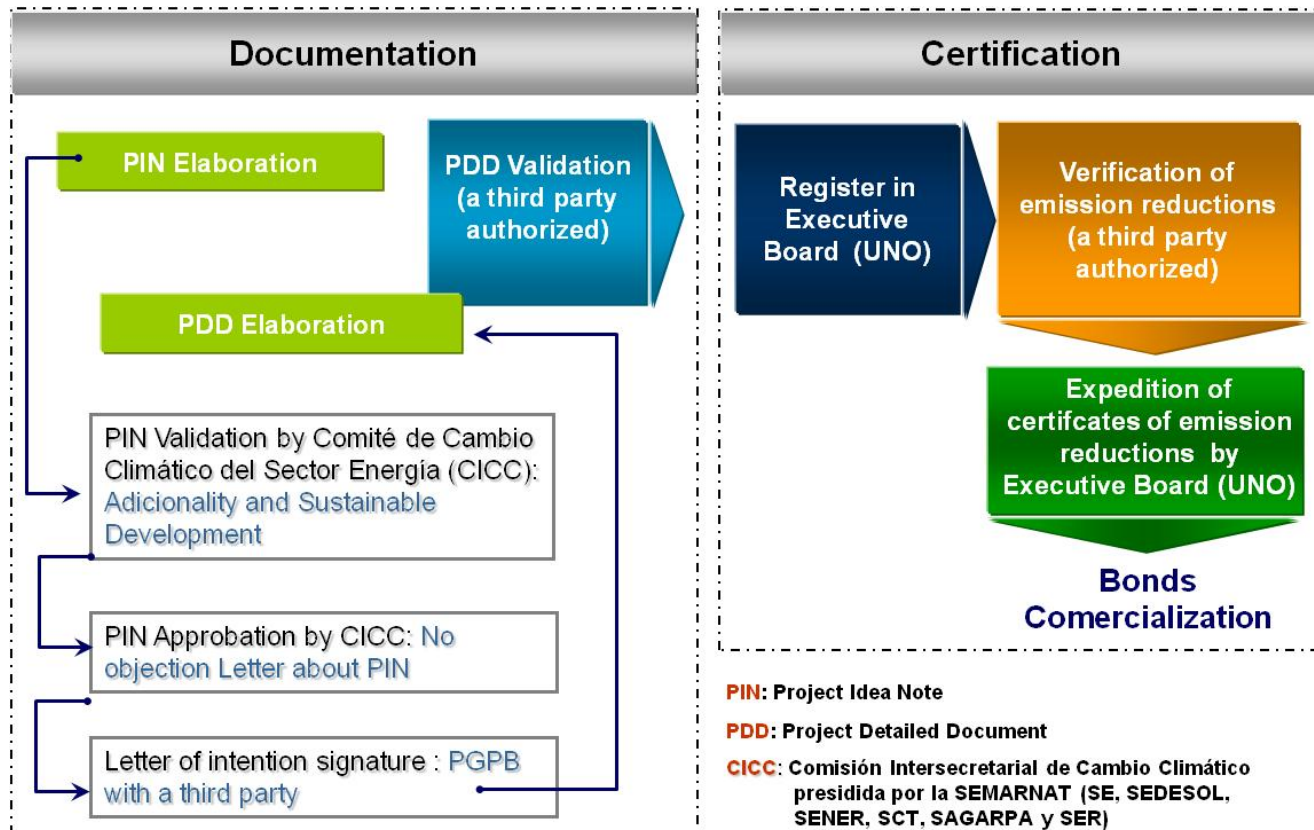 Documentation
PIN Elaboration
PDD Validation
(a third party
authorized)
PDD Elaboration
PIN Validation by Comité de Cambio
Climático del Sector Energía (CICC):
Adicionality and Sustainable
Development
PIN Approbation by CICC: No
objection Letter about PIN
Letter of intention signature : PGPB
with a third party
Certification
Register in
Executive
Board (UNO)
Verification of
emission reductions
(a third party
authorized)
Expedition of
certifcates of emission
reductions by
Executive Board (UNO)
Bonds
Comercialization
PIN: Project Idea Note
PDD: Project Detailed Document
CICC: Comisión Intersecretarial de Cambio Climático
presidida por la SEMARNAT (SE, SEDESOL,
SENER, SCT, SAGARPA y SER)